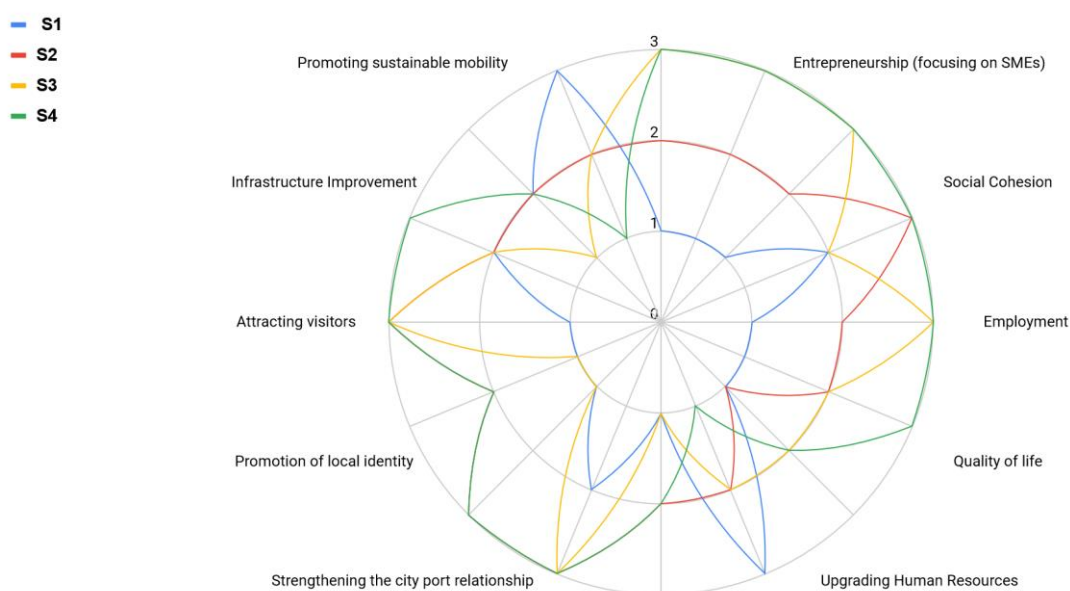 S1
S2
S3
S4
3
2
1
0
Promoting sustainable mobility
Entrepreneurship (focusing on SMEs)
Infrastructure Improvement
Social Cohesion
Attracting visitors
Employment
Promotion of local identity
Quality of life
Strengthening the city port relationship
Upgrading Human Resources